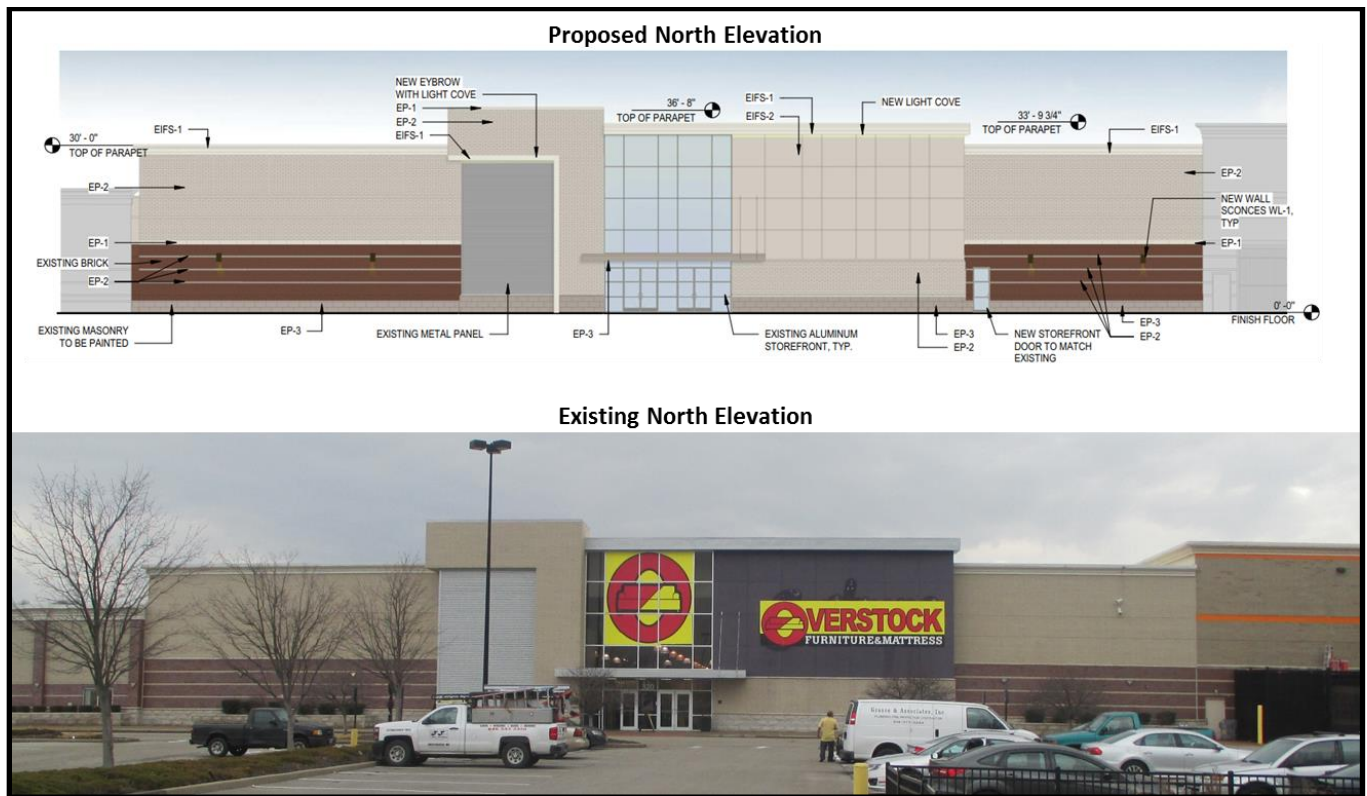 Proposed North Elevation
NEW EYBROW
WITH LIGHT COVE
EP-1
EP-2
EIFS-1
36' - 8"
TOP OF PARAPET
EIFS-1
EIFS-2
NEW LIGHT COVE
33' - 9 3/4"
TOP OF PARAPET
EIFS-1
30' - 0"
TOP OF PARAPET
EIFS-1
EP-2
EP-2
NEW WALL
SCONCES WL-1,
TYP
EP-1
EP-1
EXISTING BRICK
EP-2
0' -0"
FINISH FLOOR
EXISTING MASONRY
TO BE PAINTED
EP-3
EXISTING METAL PANEL
EP-3
EXISTING ALUMINUM
STOREFRONT, TYP.
EP-3
EP-2
NEW STOREFRONT
DOOR TO MATCH
EXISTING
EP-3
EP-2
Existing North Elevation
OVERSTOCK
FURNITURE&MATTRESS